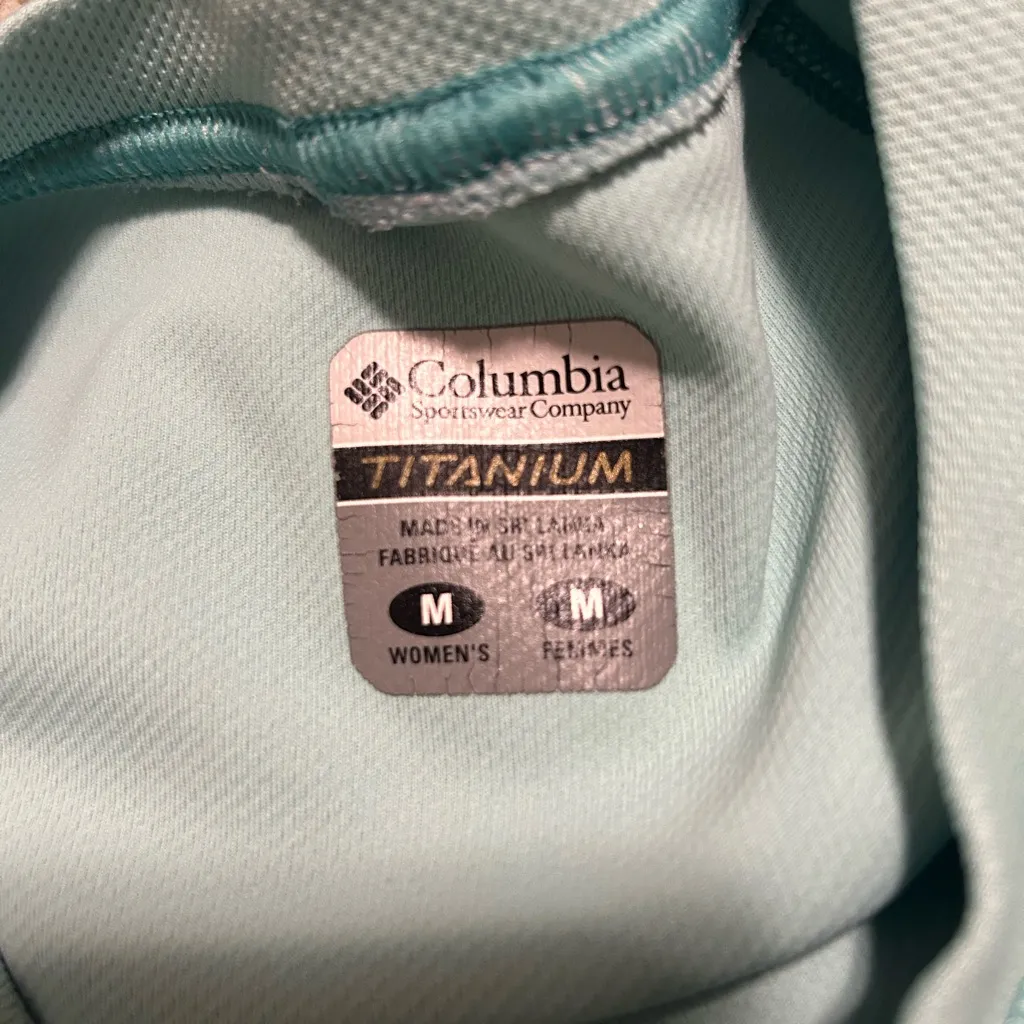 Columbia
Sportswear Company
TITANIUM
MADE IN SRI LANKA
FABRIQUÉ AU SRI LANKA
M M
WOMEN'S FEMMES